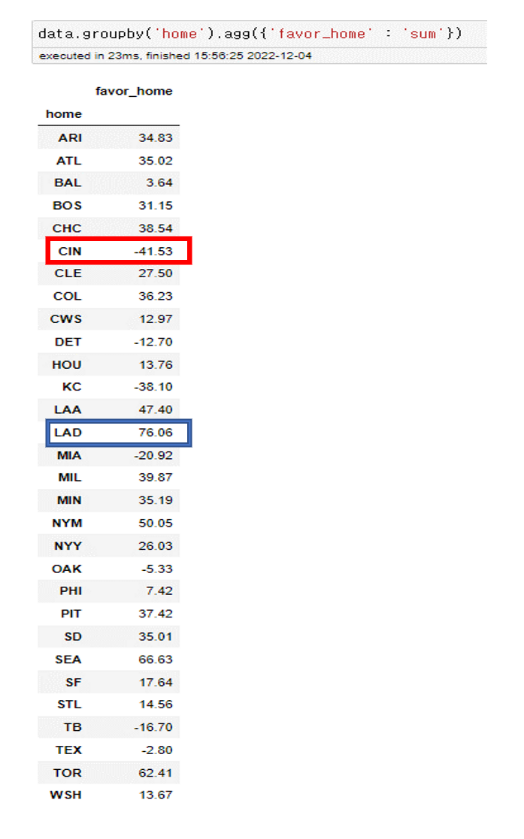 data.groupby('home').agg({'favor_home' : 'sum'})
executed in 23ms, finished 15:56:25 2022-12-04
favor_home
home
ARI 34.83
ATL 35.02
BAL 3.64
BOS 31.15
CHC 38.54
CIN -41.53
CLE 27.50
COL 36.23
CWS 12.97
DET -12.70
HOU 13.76
KC -38.10
LAA 47.40
LAD 76.06
MIA -20.92
MIL 39.87
MIN 35.19
NYM 50.05
NYY 26.03
OAK -5.33
PHI 7.42
PIT 37.42
SD 35.01
SEA 66.63
SF 17.64
STL 14.56
TB -16.70
TEX -2.80
TOR 62.41
WSH 13.67